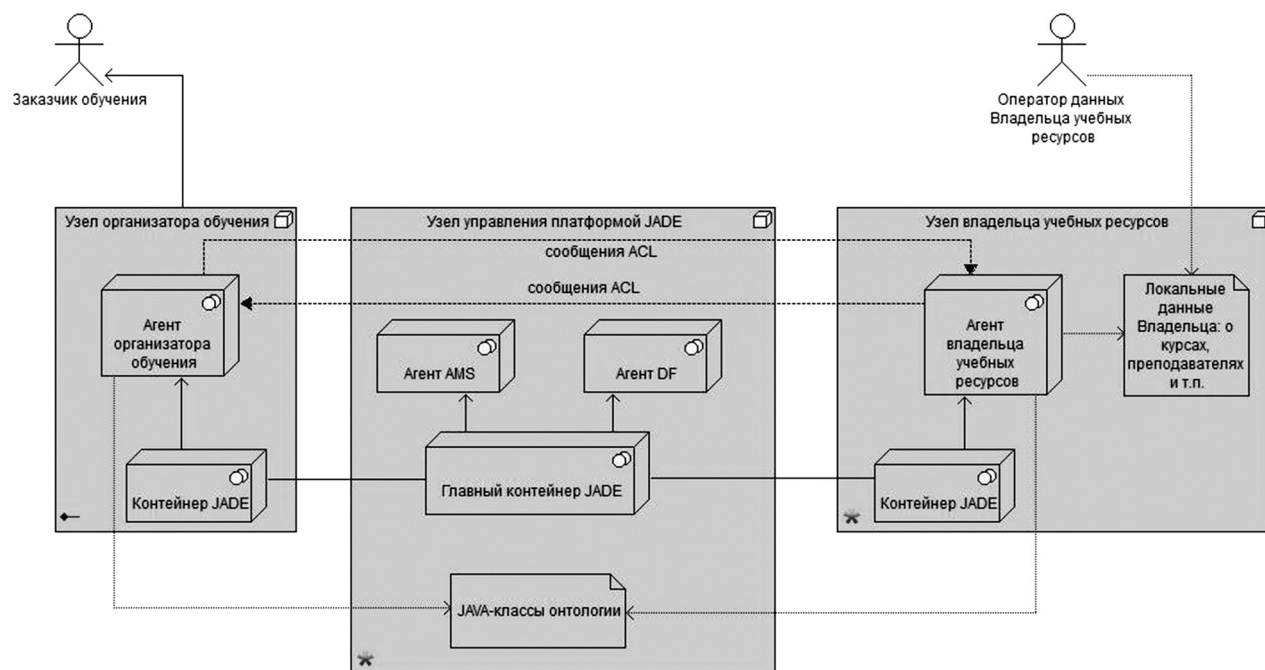 Заказчик обучения
Оператор данных
Владельца учебных
ресурсов
Узел организатора обучения
Узел управления платформой JADE
Узел владельца учебных ресурсов
сообщения ACL
сообщения ACL
Агент
организатора
обучения
Агент AMS
Агент DF
Агент
владельца
учебных
ресурсов
Локальные
данные
Владельца: о
курсах,
преподавателях
и т.п.
Контейнер JADE
Главный контейнер JADE
Контейнер JADE
JAVA-классы онтологии